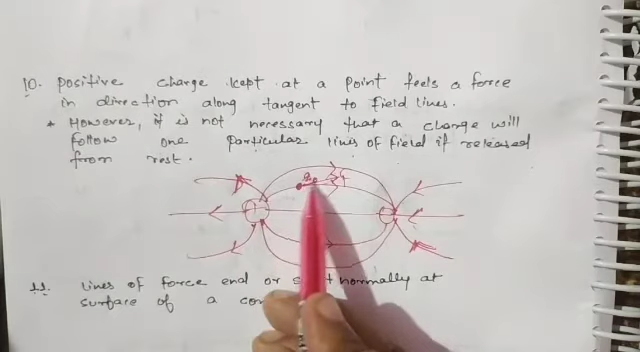 10. Positive charge kept at a point feels a force
in direction along tangent to field lines.
* However, it is not necessary that a charge will
follow one particular lines of field if released
from rest.
+ -
11. Lines of force end or normally at
surface of a